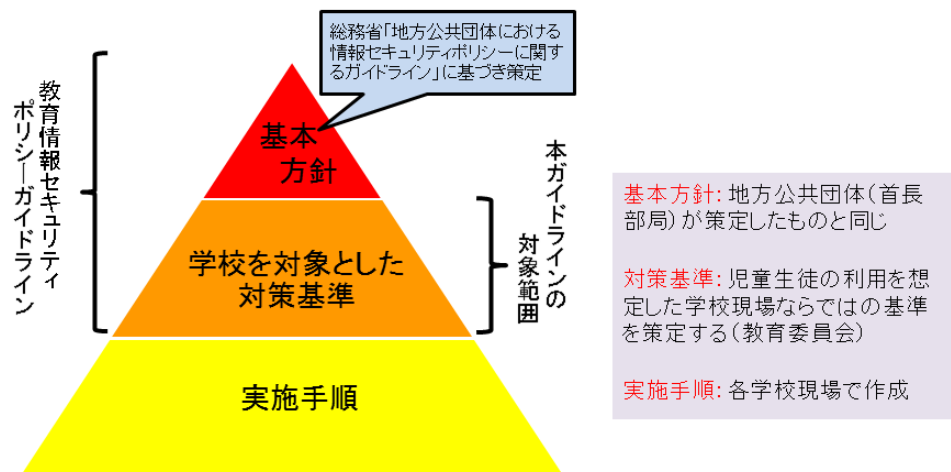 総務省「地方公共団体における
情報セキュリティポリシーに関す
るガイドライン」に基づき策定
教育情報セキュリティ
ポリシーガイドライン
基本
方針
本ガイドラインの
対象範囲
学校を対象とした
対策基準
実施手順
基本方針: 地方公共団体(首長
部局)が策定したものと同じ
対策基準: 児童生徒の利用を想
定した学校現場ならではの基準
を策定する(教育委員会)
実施手順: 各学校現場で作成